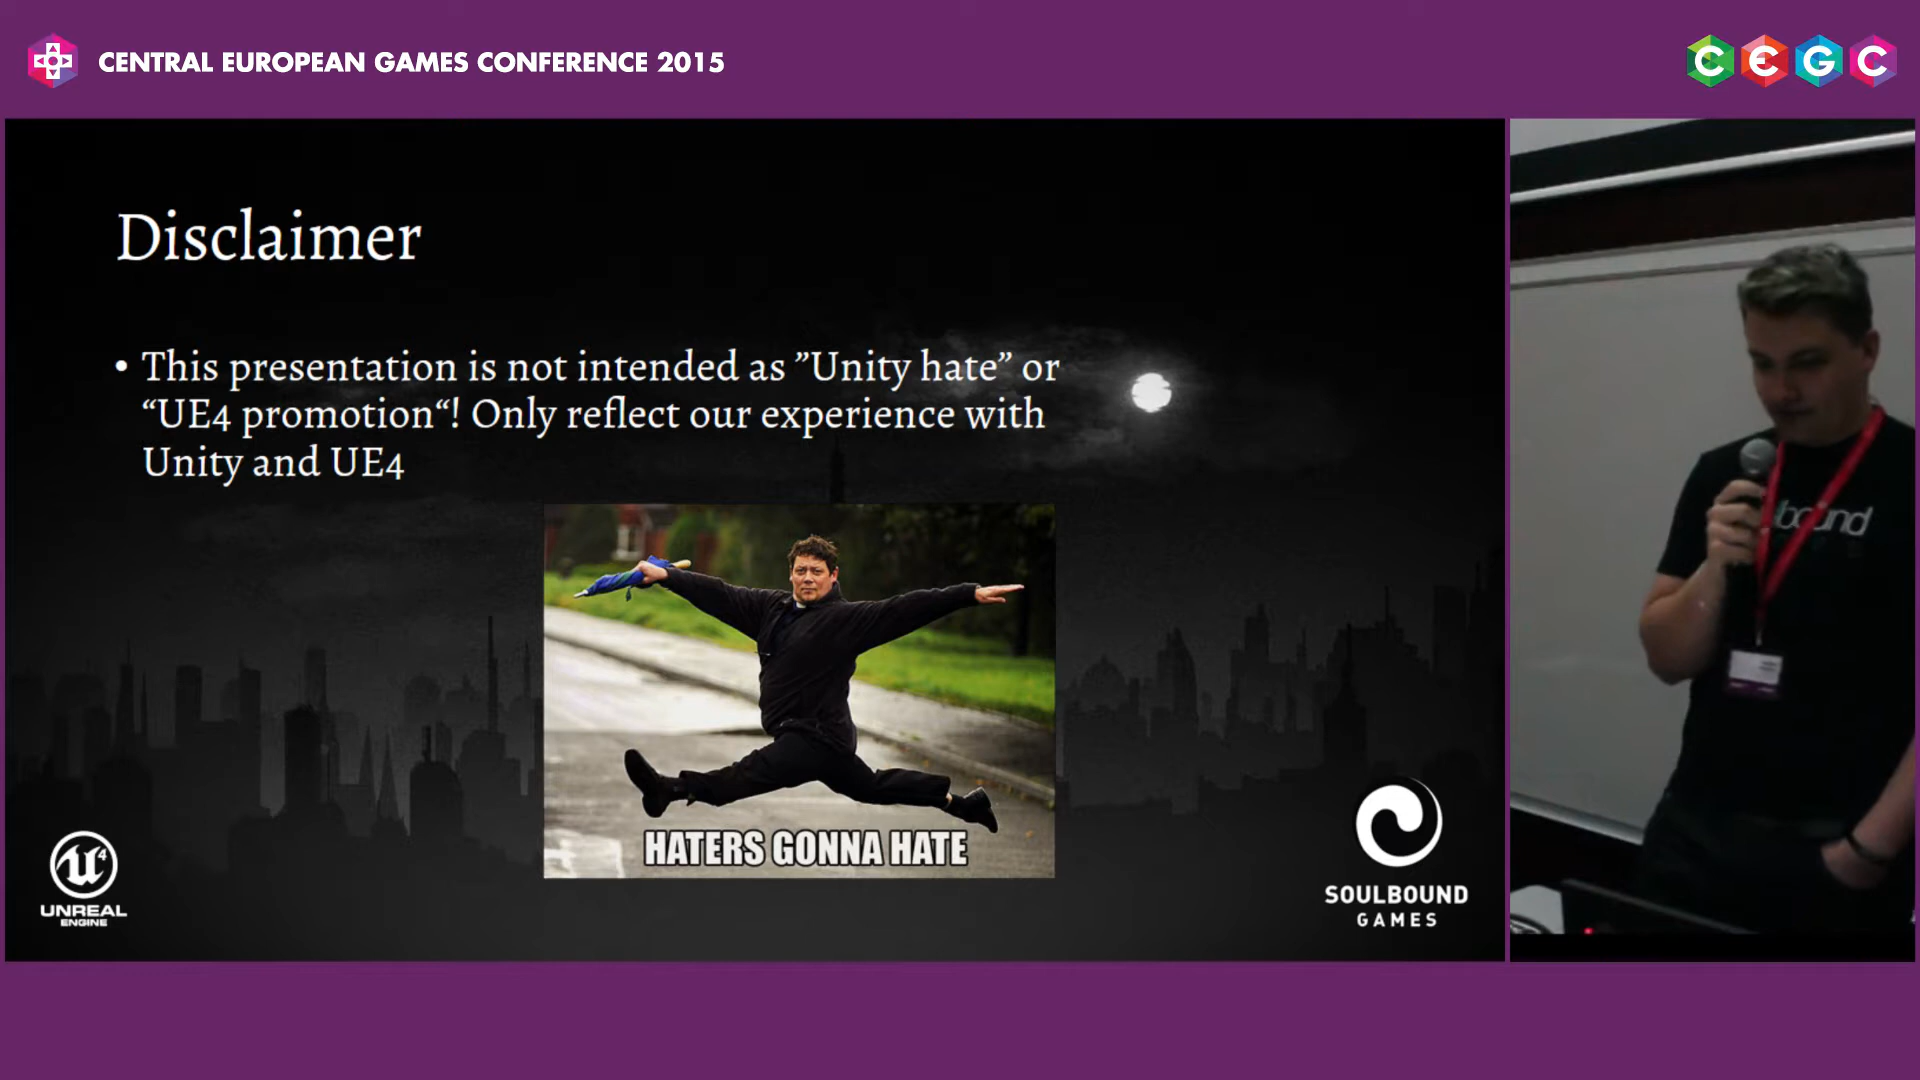 CENTRAL EUROPEAN GAMES CONFERENCE 2015
C E G C
Disclaimer
• This presentation is not intended as ”Unity hate” or
“UE4 promotion“! Only reflect our experience with
Unity and UE4
HATERS GONNA HATE
UNREAL
ENGINE
SOULBOUND
GAMES
bound